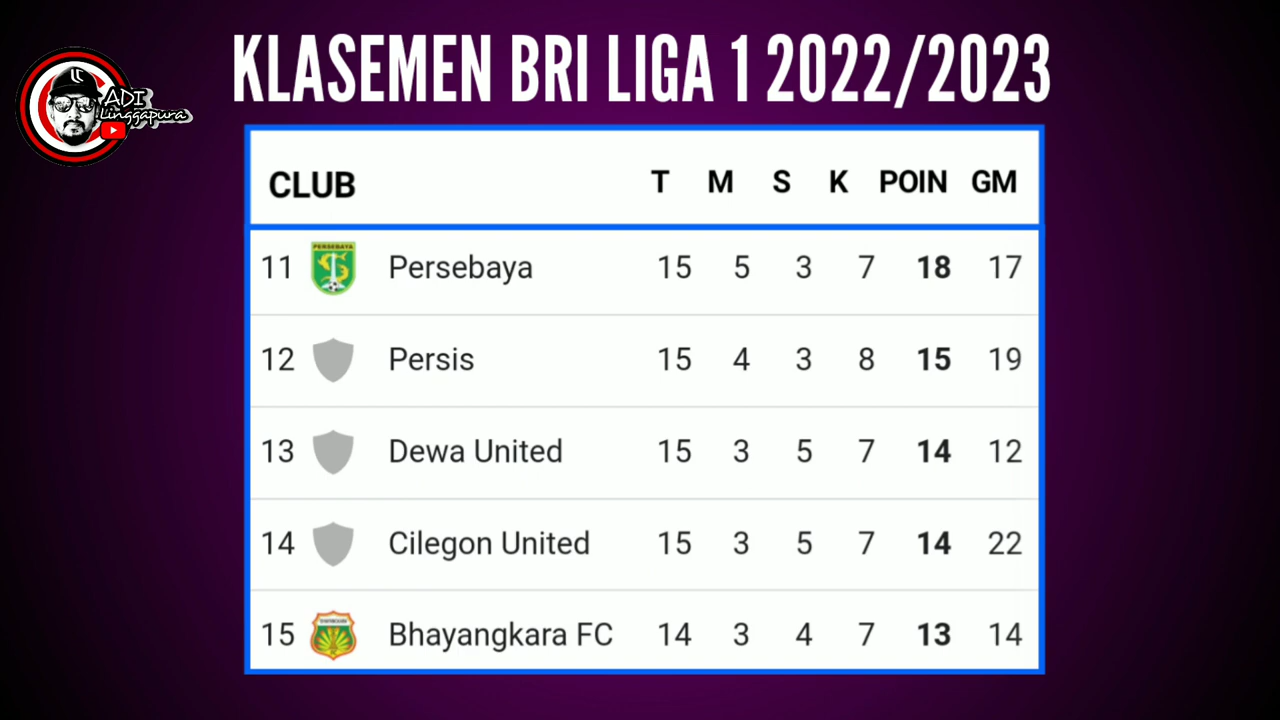 KLASEMEN BRI LIGA 1 2022/2023
ADI
Linggapura
CLUB T M S K POIN GM
PERSEBAYA
11 Persebaya 15 5 3 7 18 17
12 Persis 15 4 3 8 15 19
13 Dewa United 15 3 5 7 14 12
14 Cilegon United 15 3 5 7 14 22
15 Bhayangkara FC 14 3 4 7 13 14